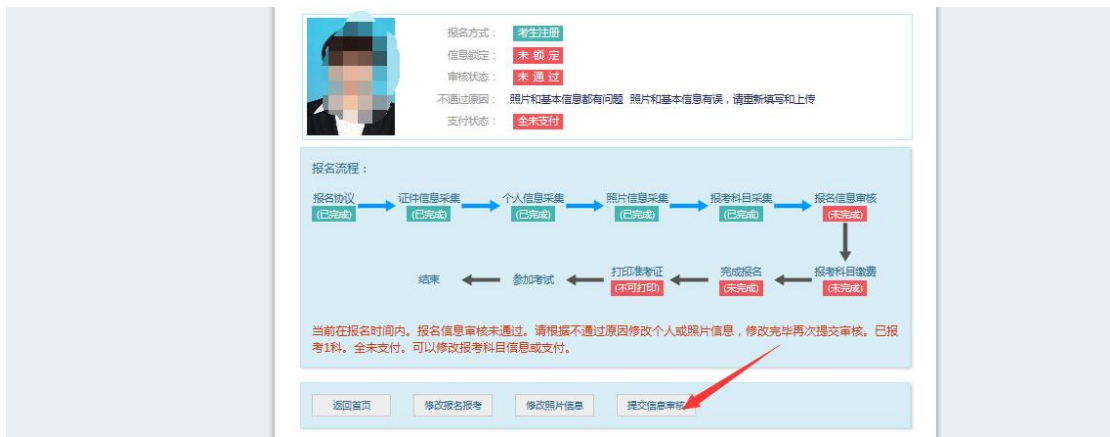 报名方式： 考生注册
信息锁定： 未 锁 定
审核状态： 未 通 过
不通过原因： 照片和基本信息都有问题 照片和基本信息有误，请重新填写和上传
支付状态： 全未支付
报名流程：
报名协议 证件信息采集 个人信息采集 照片信息采集 报考科目采集 报名信息审核
(已完成) (已完成) (已完成) (已完成) (已完成) (未完成)
结束 参加考试 打印准考证 完成报名 报考科目缴费
(不可打印) (未完成) (未完成)
当前在报名时间内。报名信息审核未通过。请根据不通过原因修改个人或照片信息，修改完毕再次提交审核。已报
考1科。全未支付。可以修改报考科目信息或支付。
返回首页 修改报名报考 修改照片信息 提交信息审核